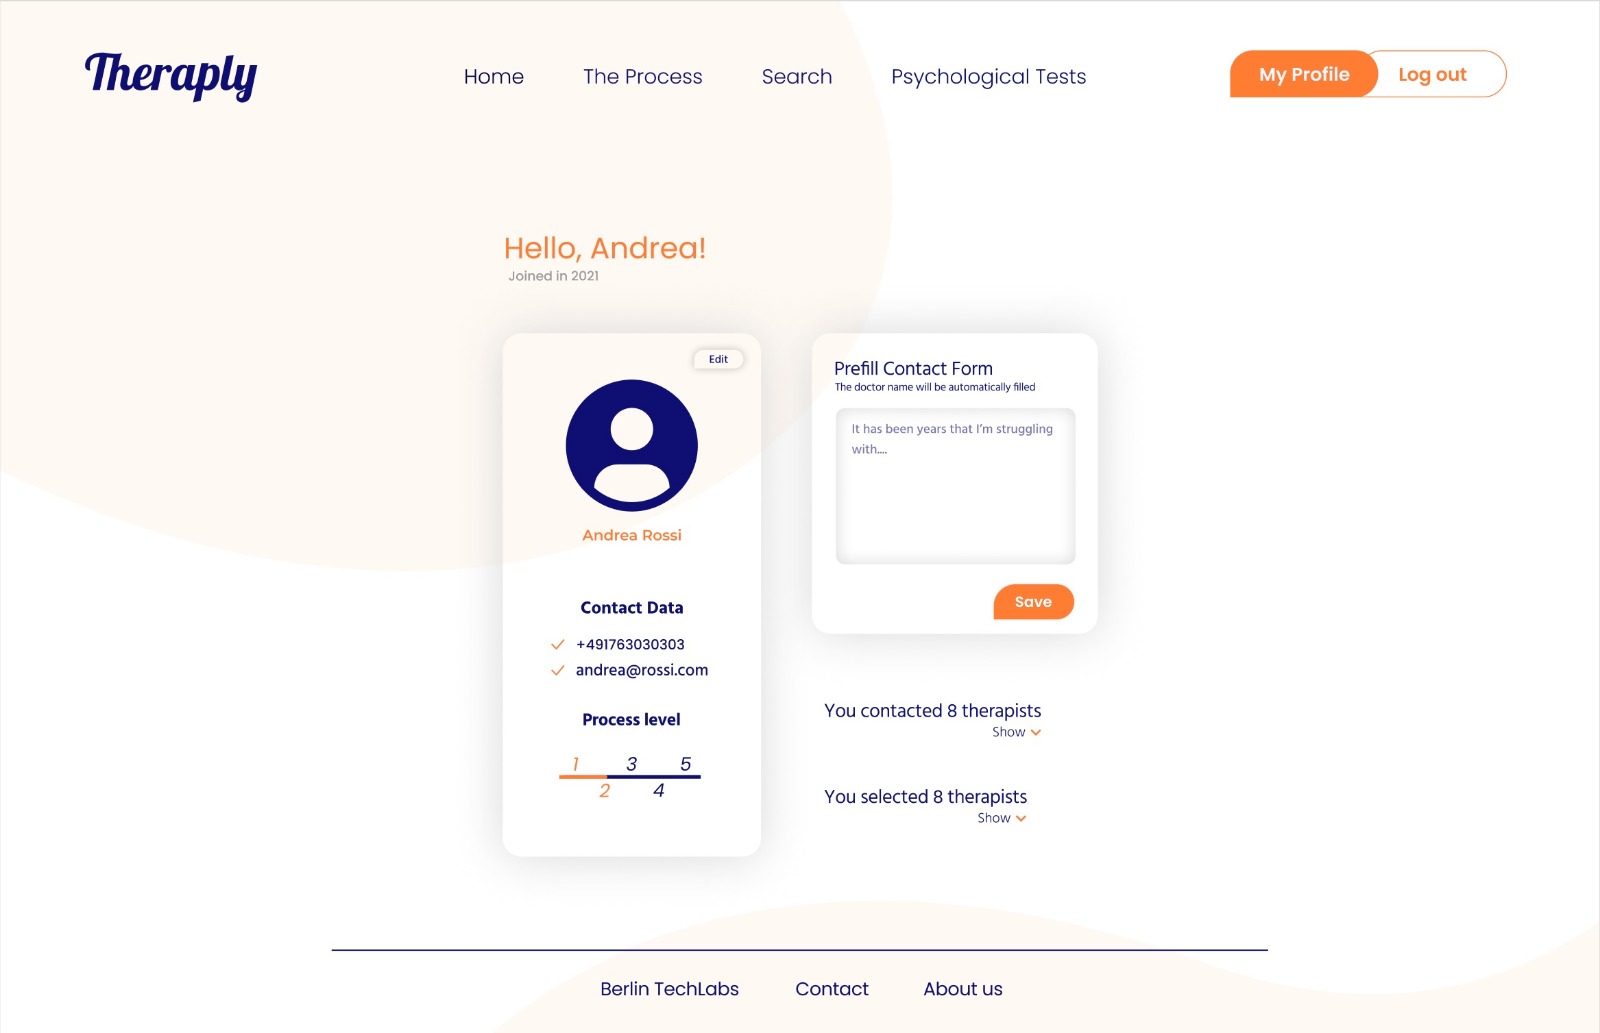 Theraply
Home
The Process
Search
Psychological Tests
My Profile
Log out
Hello, Andrea!
Joined in 2021
Edit
Andrea Rossi
Contact Data
+491763030303
andrea@rossi.com
Process level
1 3 5
2 4
Prefill Contact Form
The doctor name will be automatically filled
It has been years that I'm struggling
with....
Save
You contacted 8 therapists
Show
You selected 8 therapists
Show
Berlin TechLabs
Contact
About us